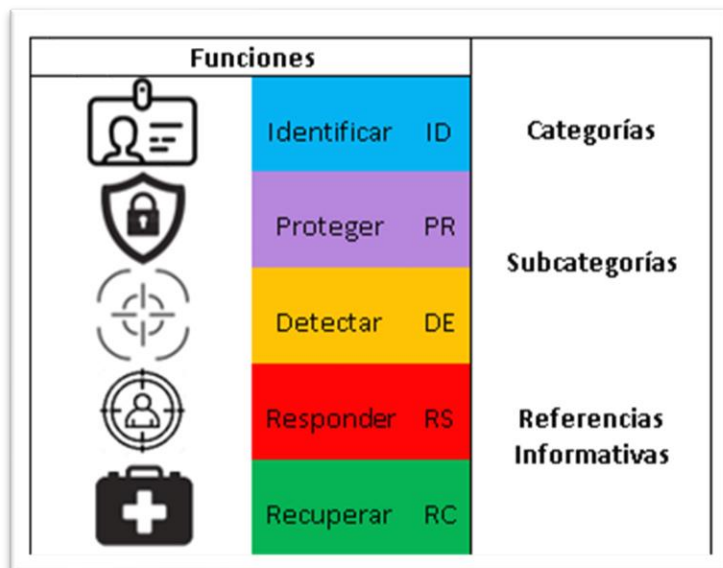 Funciones
Identificar ID
Proteger PR
Detectar DE
Responder RS
Recuperar RC
Categorías
Subcategorías
Referencias
Informativas